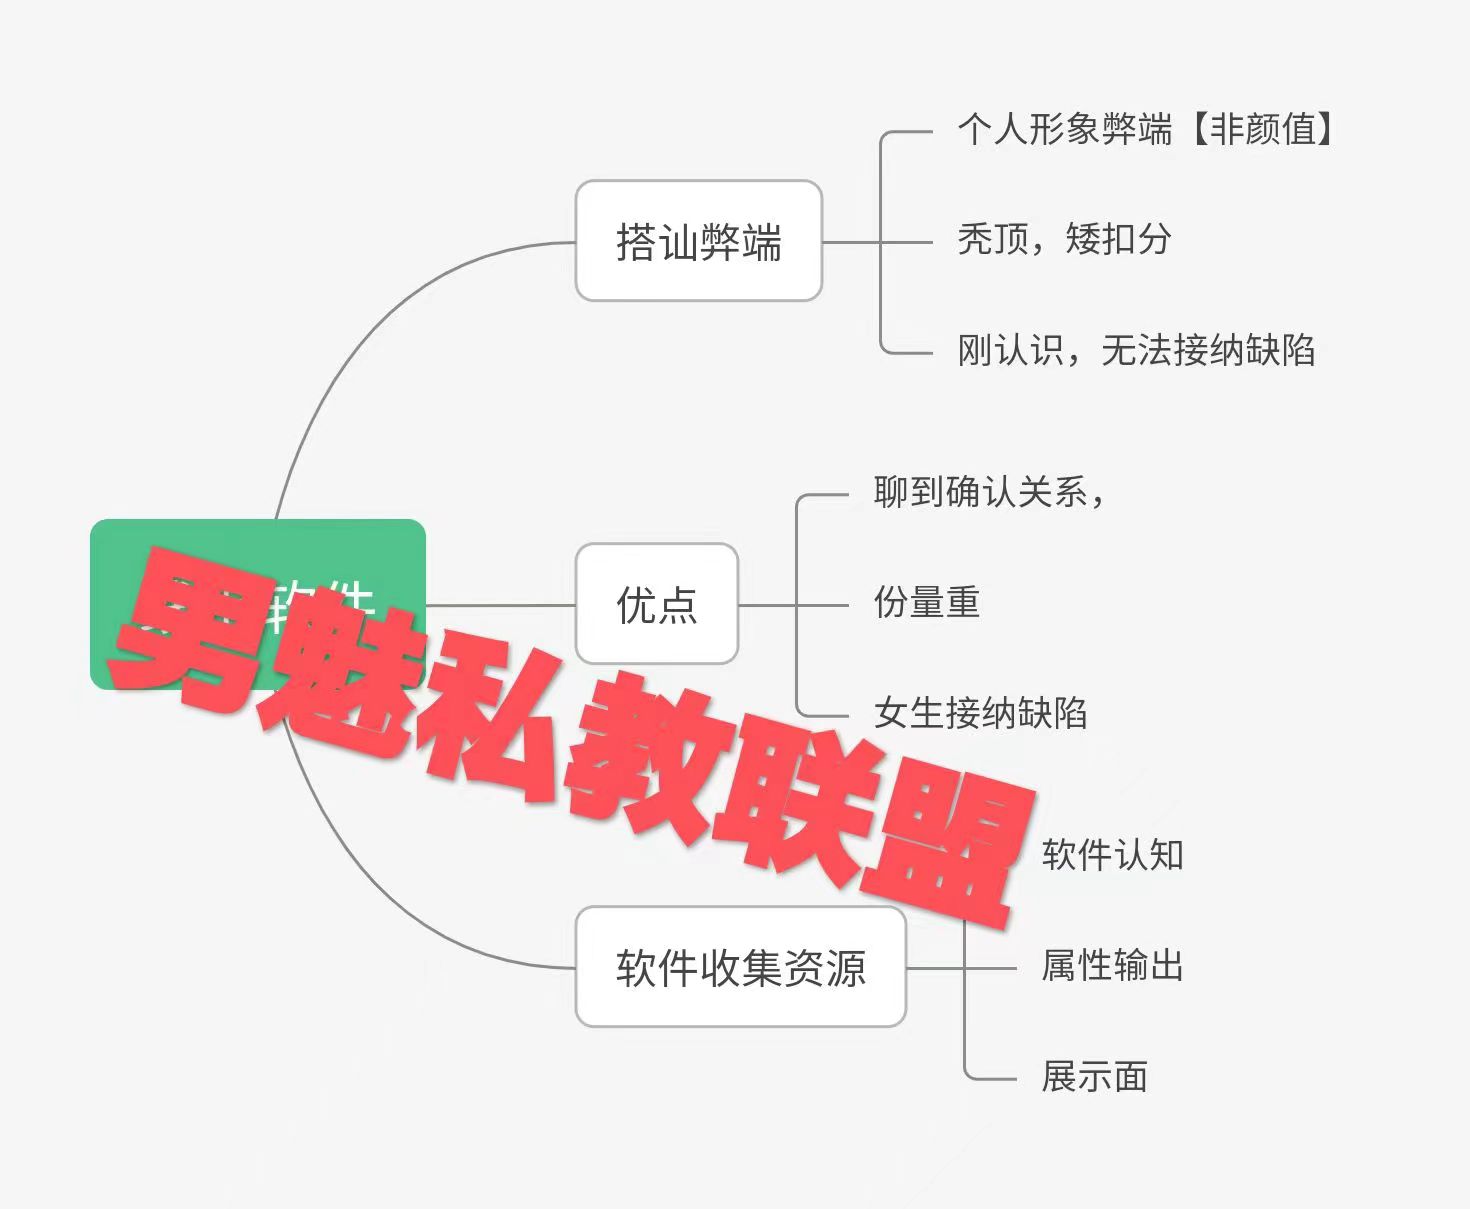 个人形象弊端【非颜值】
搭讪弊端
秃顶，矮扣分
刚认识，无法接纳缺陷
聊到确认关系，
软件
优点
份量重
女生接纳缺陷
男魅私教联盟
软件认知
软件收集资源
属性输出
展示面